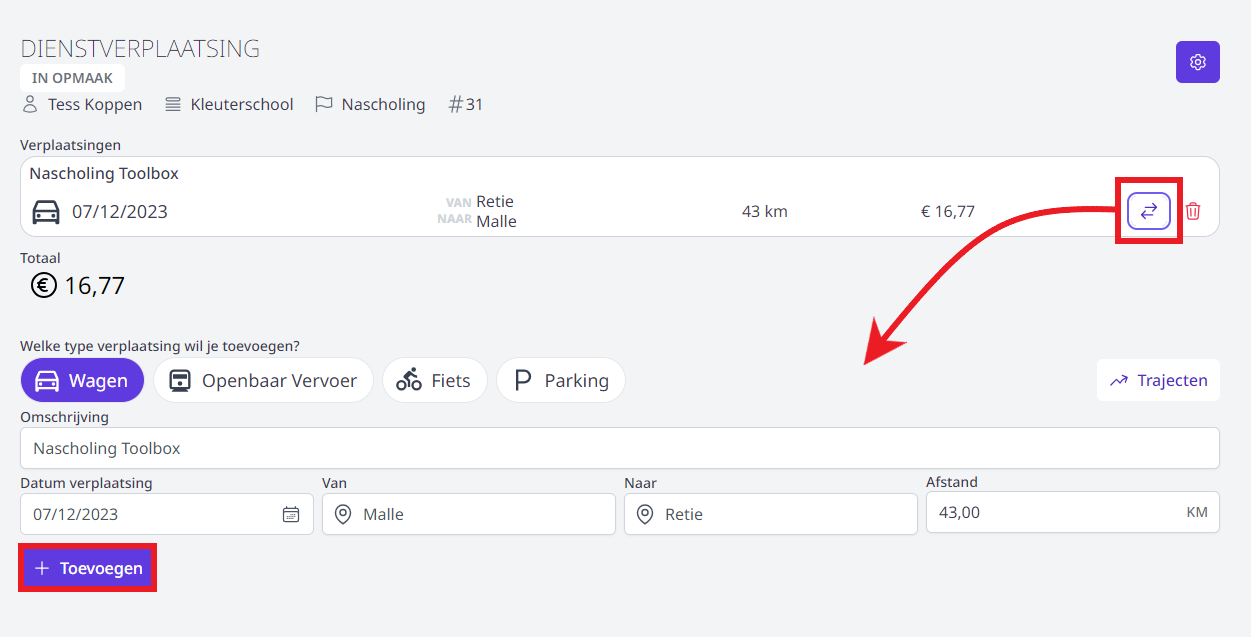 DIENSTVERPLAATSING
IN OPMAAK
Tess Koppen Kleuterschool Nascholing #31
Verplaatsingen
Nascholing Toolbox
07/12/2023 VAN Retie 43 km € 16,77
NAAR Malle
Totaal
€ 16,77
Welke type verplaatsing wil je toevoegen?
Wagen Openbaar Vervoer Fiets P Parking Trajecten
Omschrijving
Nascholing Toolbox
Datum verplaatsing Van Naar Afstand
07/12/2023 Malle Retie 43,00 KM
+ Toevoegen